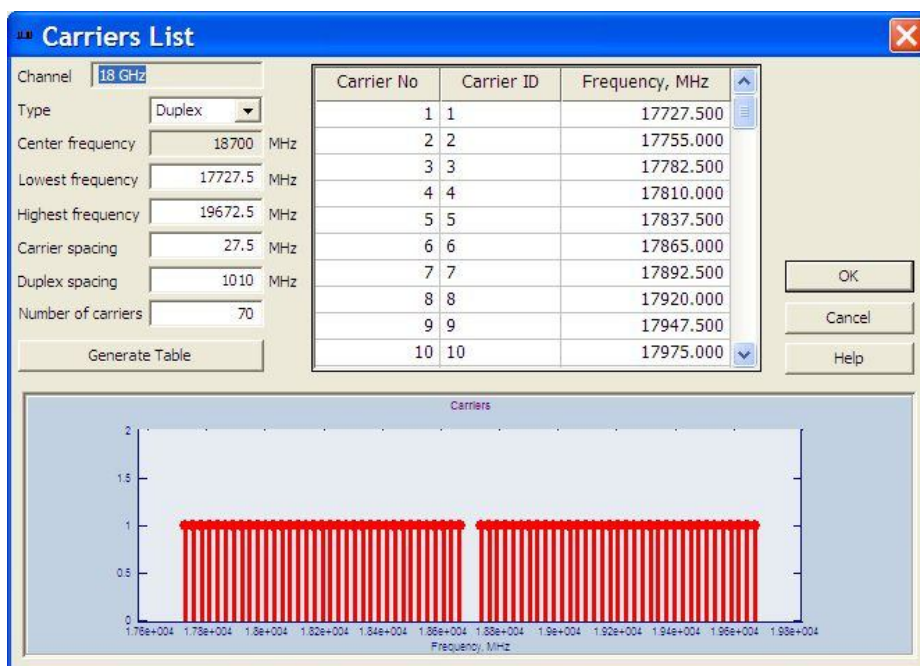 Carriers List
Channel 18 GHz
Type Duplex
Center frequency 18700 MHz
Lowest frequency 17727.5 MHz
Highest frequency 19672.5 MHz
Carrier spacing 27.5 MHz
Duplex spacing 1010 MHz
Number of carriers 70
Generate Table
Carrier No Carrier ID Frequency, MHz
1 1 17727.500
2 2 17755.000
3 3 17782.500
4 4 17810.000
5 5 17837.500
6 6 17865.000
7 7 17892.500
8 8 17920.000
9 9 17947.500
10 10 17975.000
OK
Cancel
Help
Carriers
2
1.5
1
0.5
0
1.76e+004 1.78e+004 1.8e+004 1.82e+004 1.84e+004 1.86e+004 1.88e+004 1.9e+004 1.92e+004 1.94e+004 1.96e+004 1.98e+004
Frequency, MHz